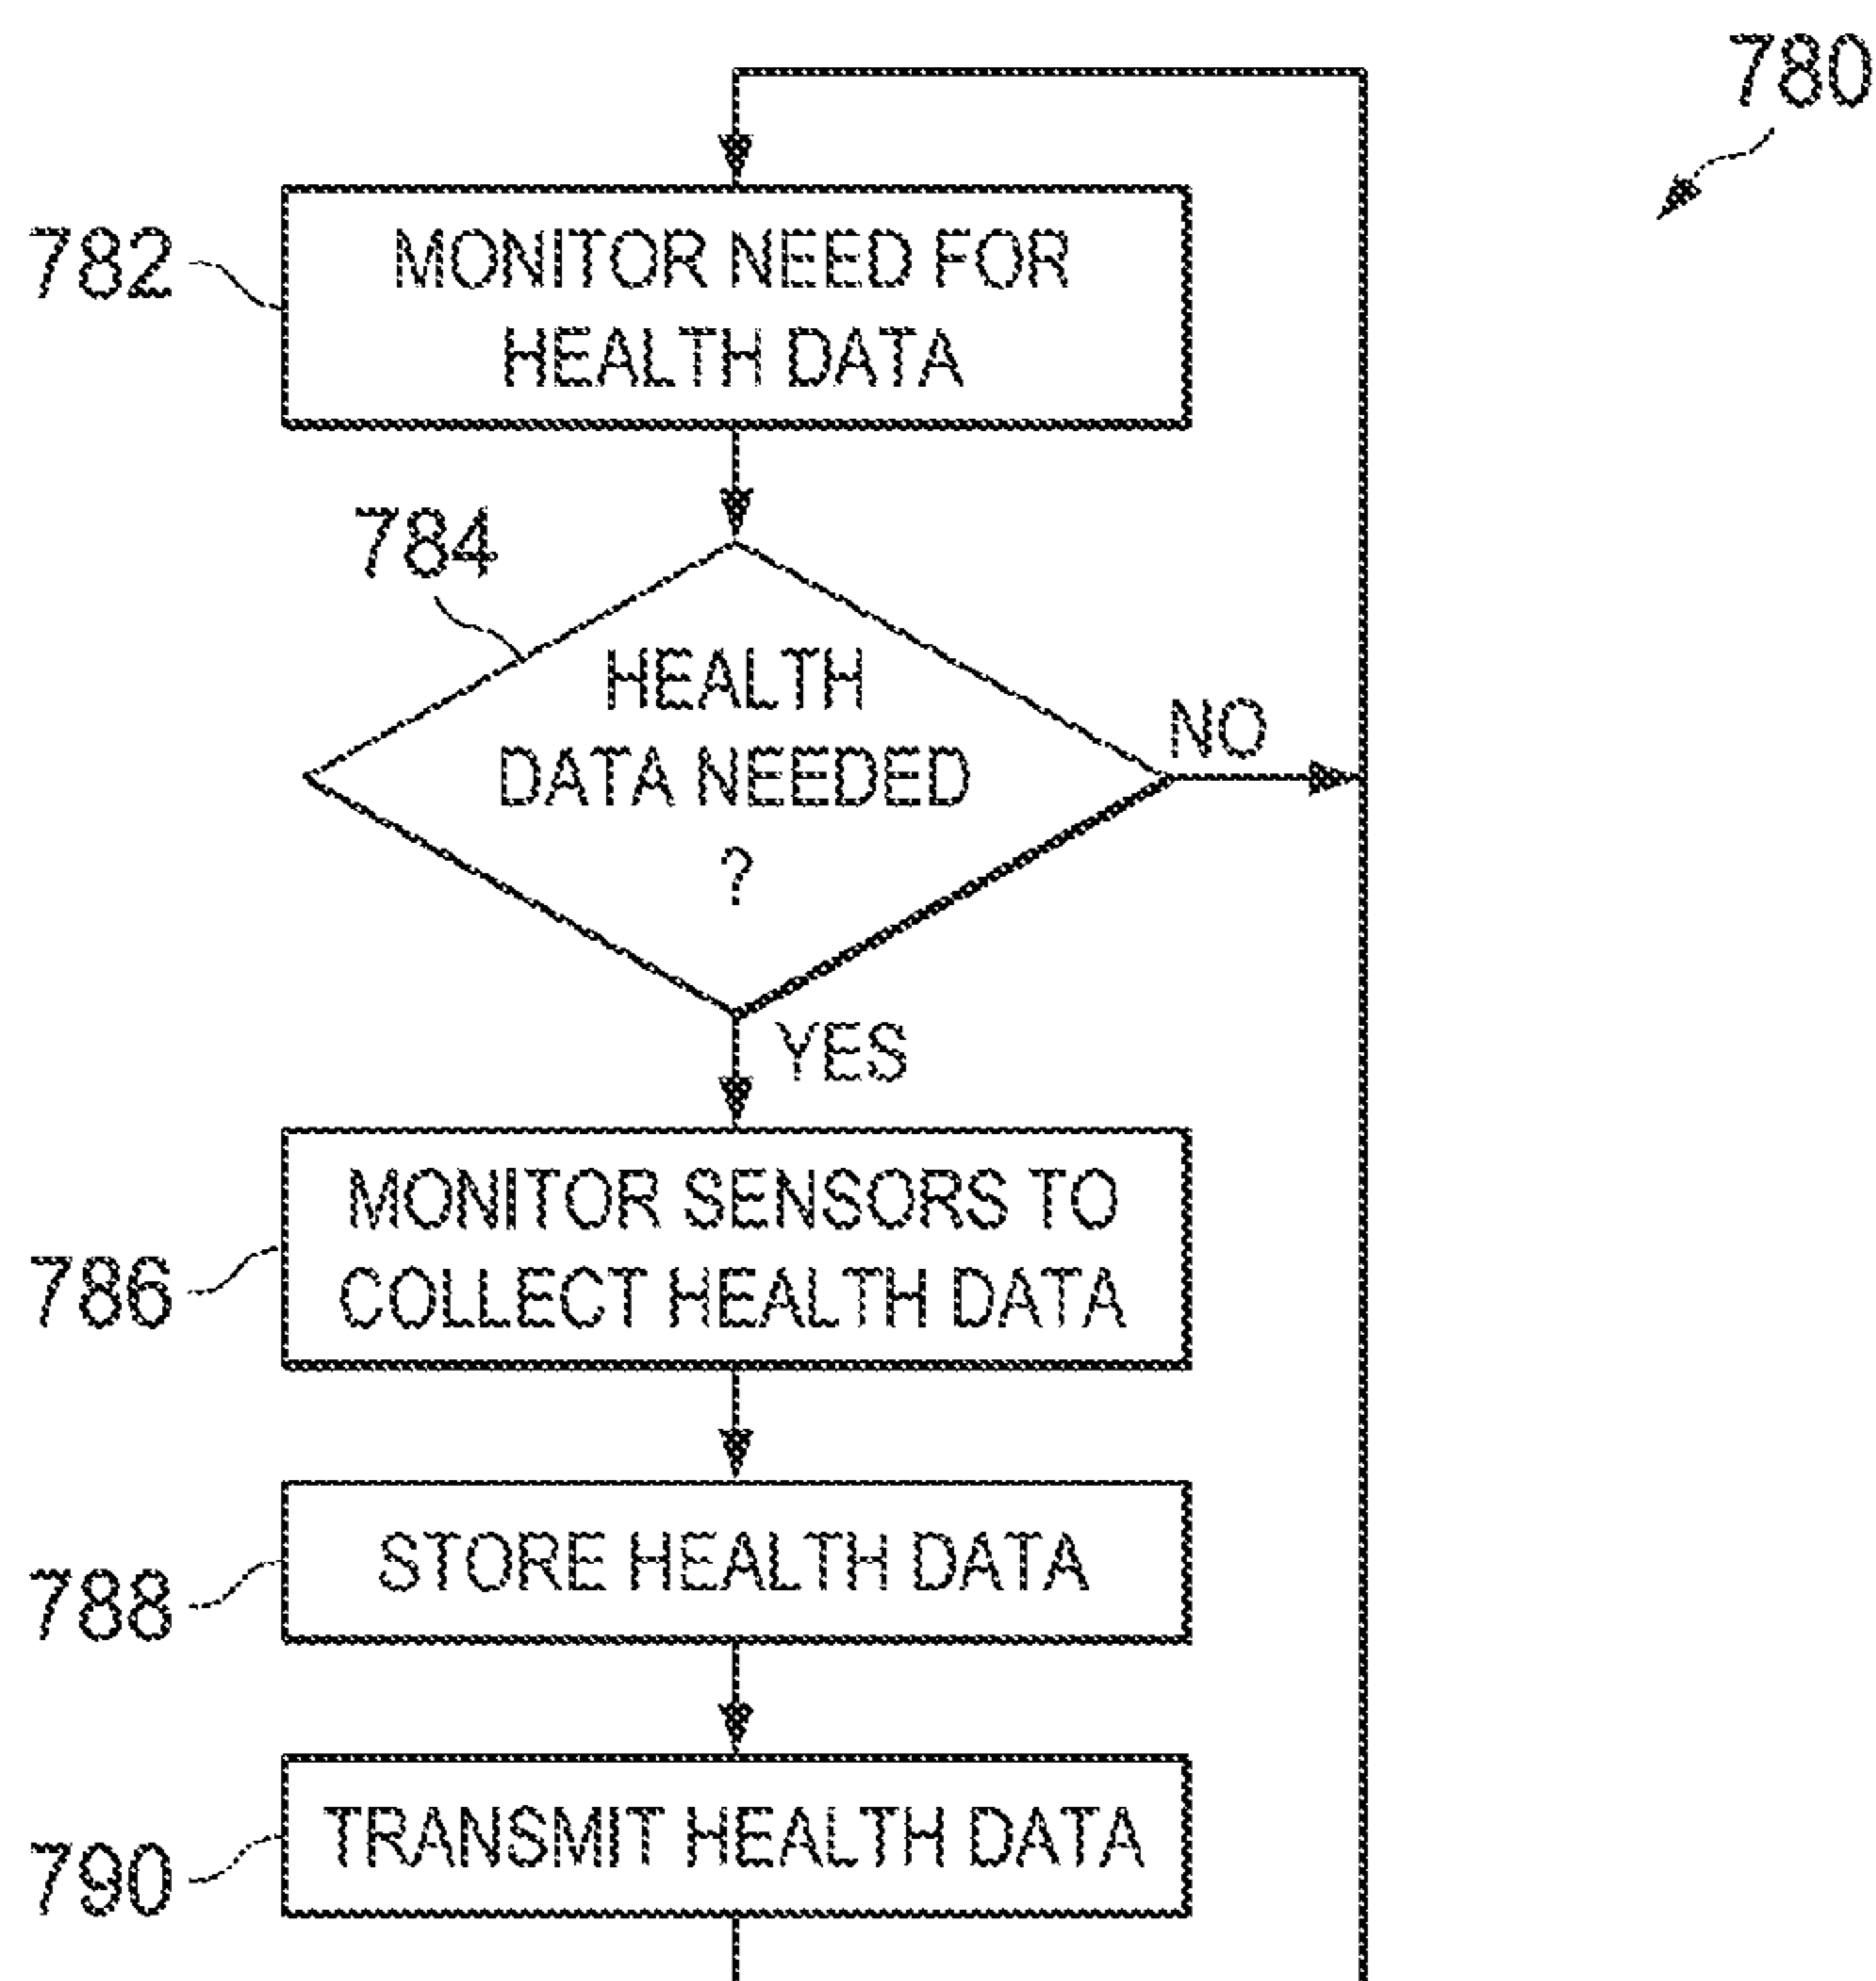 780
782
MONITOR NEED FOR
HEALTH DATA
784
HEALTH
DATA NEEDED
?
NO
YES
786
MONITOR SENSORS TO
COLLECT HEALTH DATA
788
STORE HEALTH DATA
790
TRANSMIT HEALTH DATA